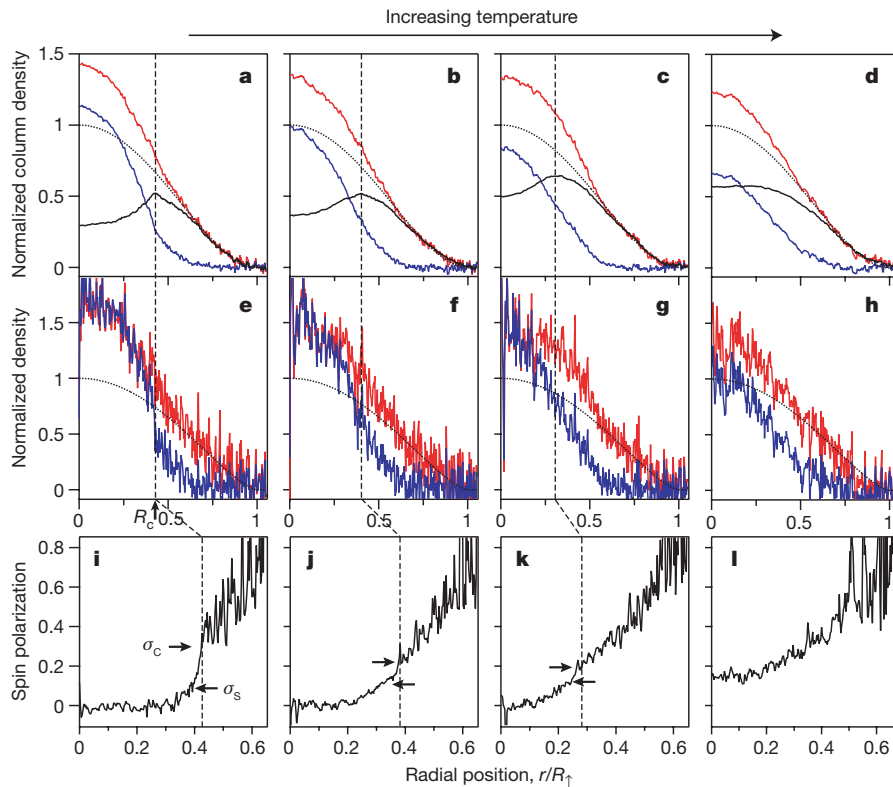 Increasing temperature
Normalized column density
1.5
1
0.5
0
a
b
c
d
Normalized density
1.5
1
0.5
0
e
f
g
h
0
Rc
0.5
1
0
0.5
1
0
0.5
1
0
0.5
1
Spin polarization
0.8
0.6
0.4
0.2
0
i
j
k
l
σc
σs
0
0.2
0.4
0.6
0
0.2
0.4
0.6
0
0.2
0.4
0.6
0
0.2
0.4
0.6
Radial position, r/R↑